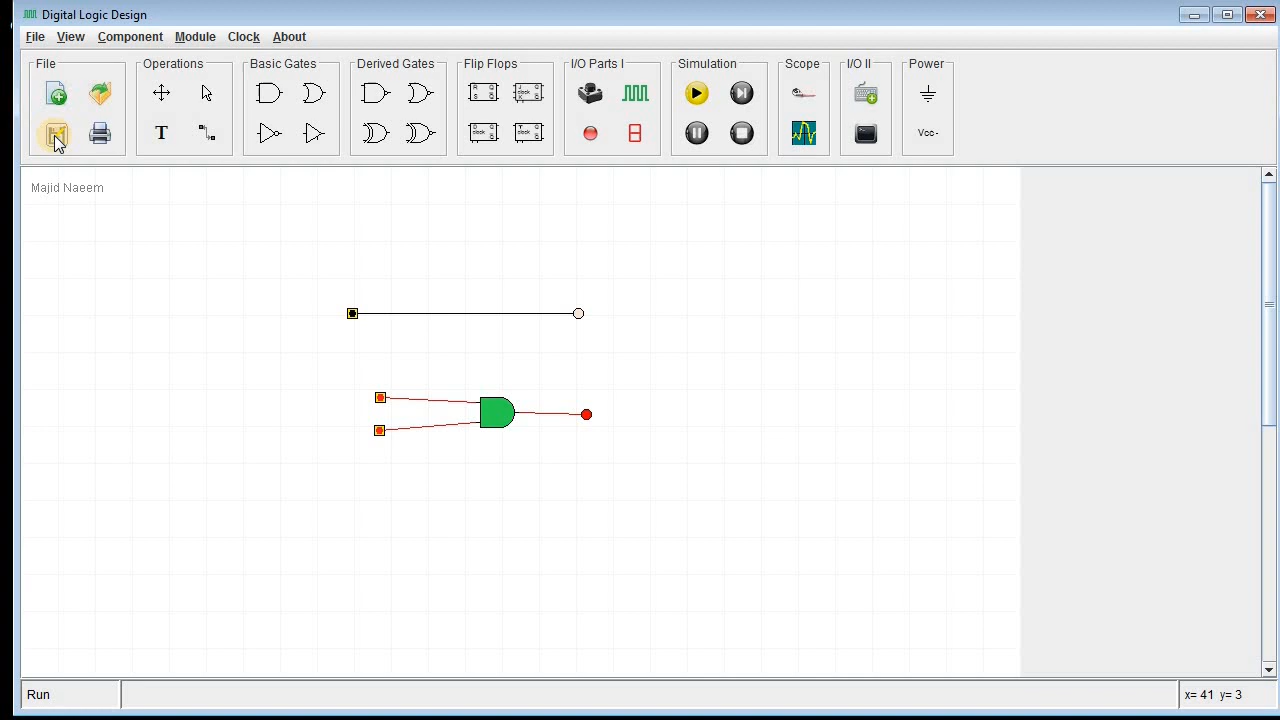 Digital Logic Design
File View Component Module Clock About
File Operations Basic Gates Derived Gates Flip Flops I/O Parts I Simulation Scope I/O II Power
T
Vcc-
Majid Naeem
Run
x= 41 y= 3